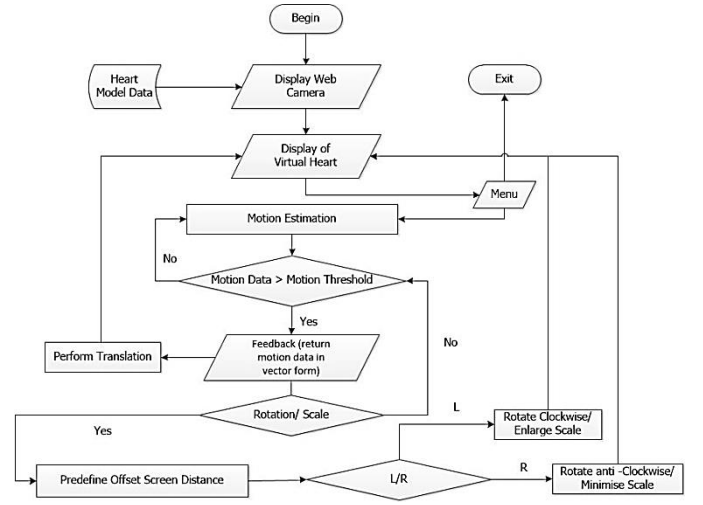 Begin
Heart
Model Data
Display Web
Camera
Exit
Display of
Virtual Heart
Menu
Motion Estimation
No
Motion Data > Motion Threshold
Yes
Feedback (return
motion data in
vector form)
Perform Translation
No
Rotation/ Scale
L
Rotate Clockwise/
Enlarge Scale
Yes
Predefine Offset Screen Distance
L/R
R
Rotate anti -Clockwise/
Minimise Scale